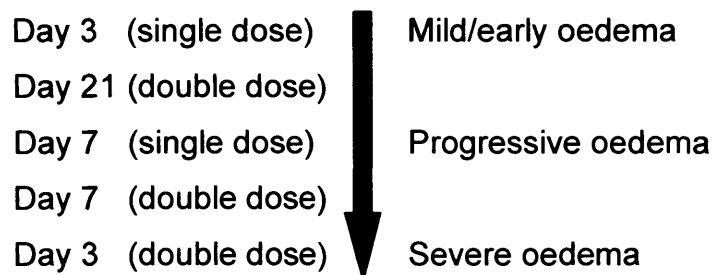 Day 3 (single dose) Mild/early oedema
Day 21 (double dose)
Day 7 (single dose) Progressive oedema
Day 7 (double dose)
Day 3 (double dose) Severe oedema